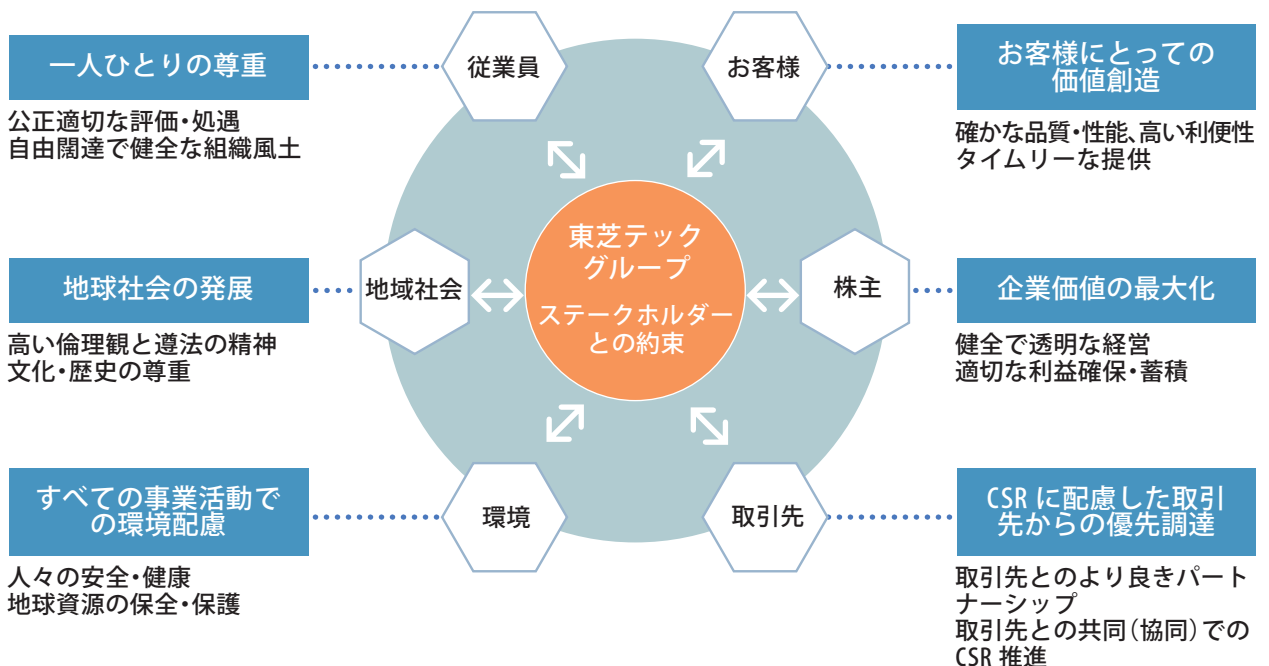 一人ひとりの尊重
公正適切な評価・処遇
自由闊達で健全な組織風土
従業員
お客様
お客様にとっての
価値創造
確かな品質・性能、高い利便性
タイムリーな提供
地球社会の発展
高い倫理観と遵法の精神
文化・歴史の尊重
地域社会
東芝テック
グループ
ステークホルダー
との約束
株主
企業価値の最大化
健全で透明な経営
適切な利益確保・蓄積
すべての事業活動で
の環境配慮
人々の安全・健康
地球資源の保全・保護
環境
取引先
CSR に配慮した取引
先からの優先調達
取引先とのより良きパート
ナーシップ
取引先との共同(協同)での
CSR 推進